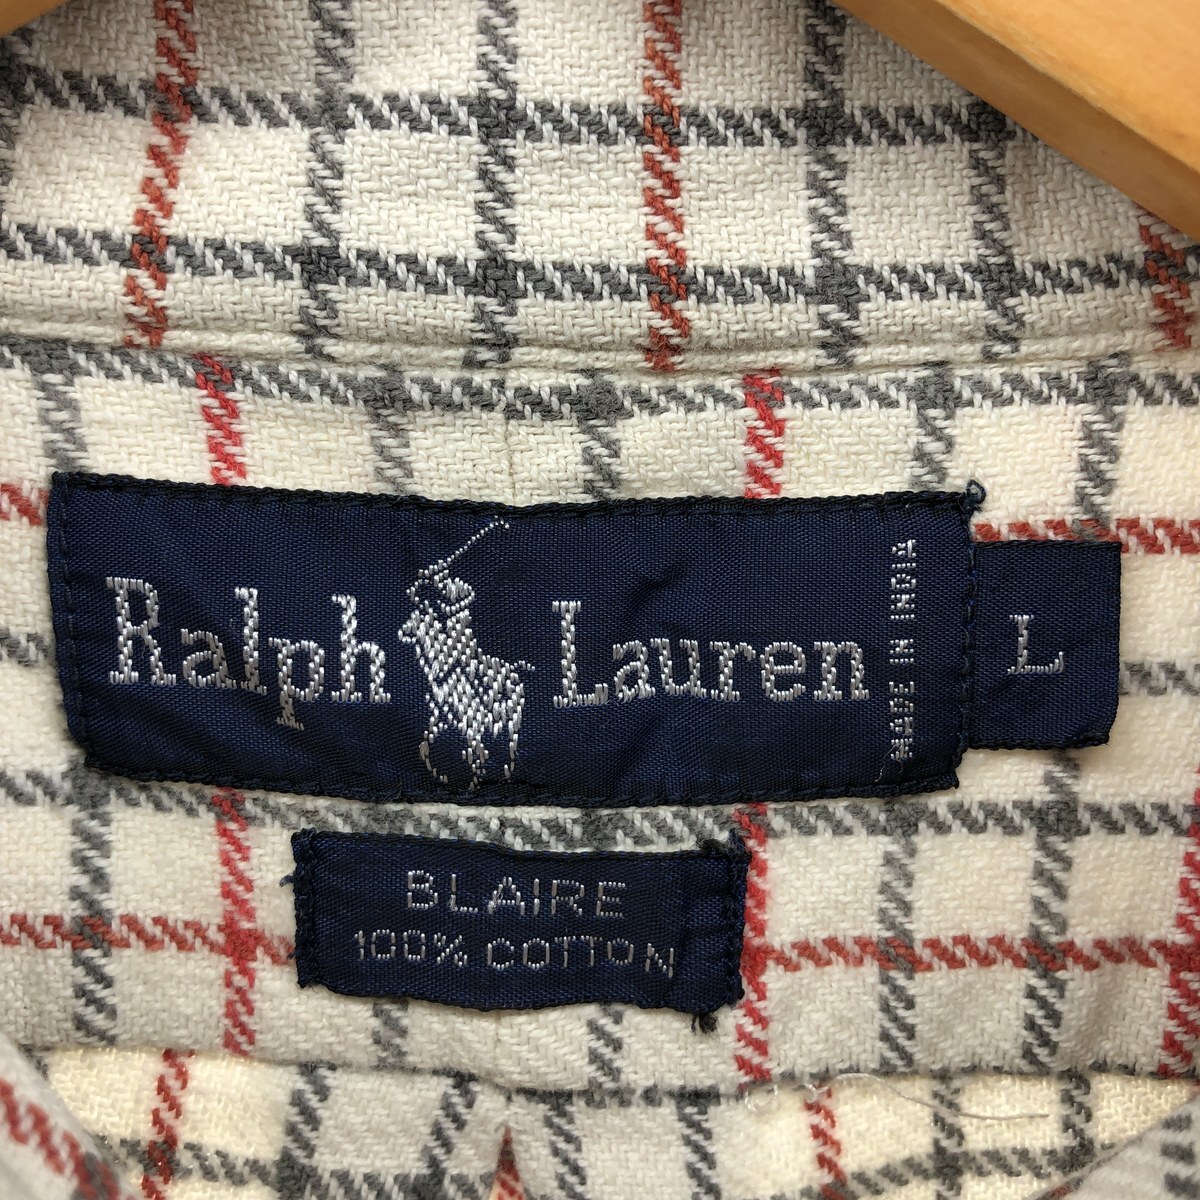 Ralph Lauren
MADE IN INDIA
L
BLAIRE
100% COTTON